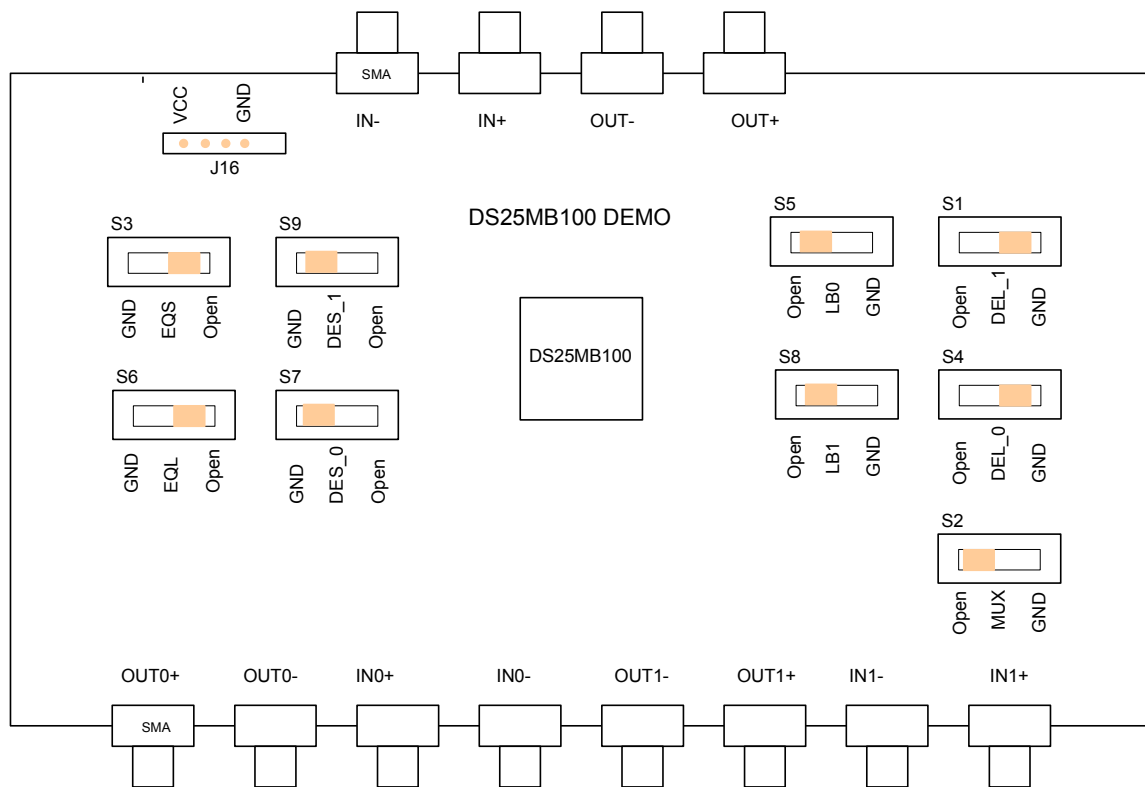 SMA
IN-
IN+
OUT-
OUT+
VCC
GND
J16
DS25MB100 DEMO
S3
GND
EQS
Open
S9
GND
DES_1
Open
S5
Open
LB0
GND
S1
Open
DEL_1
GND
DS25MB100
S6
GND
EQL
Open
S7
GND
DES_0
Open
S8
Open
LB1
GND
S4
Open
DEL_0
GND
S2
Open
MUX
GND
OUT0+
OUT0-
IN0+
IN0-
OUT1-
OUT1+
IN1-
IN1+
SMA